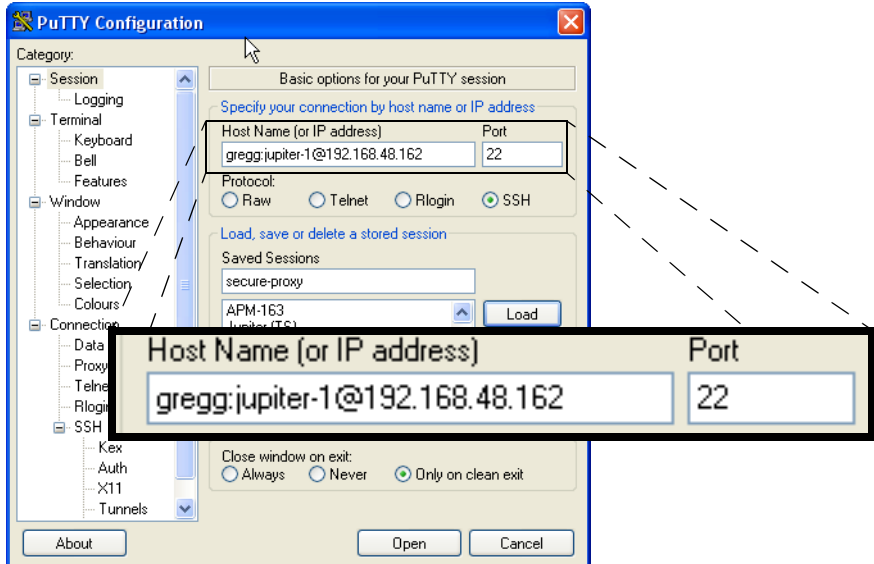 PuTTY Configuration
Category:
Session
Logging
Terminal
Keyboard
Bell
Features
Window
Appearance
Behaviour
Translation
Selection
Colours
Connection
Data
Proxy
Telne
Rlogin
SSH
Kex
Auth
X11
Tunnels
Basic options for your PuTTY session
Specify your connection by host name or IP address
Host Name (or IP address) Port
gregg:jupiter-1@192.168.48.162 22
Protocol:
Raw Telnet Rlogin SSH
Load, save or delete a stored session
Saved Sessions
secure-proxy
APM-163 Load
Jupiter (TS)
Host Name (or IP address) Port
gregg:jupiter-1@192.168.48.162 22
Close window on exit:
Always Never Only on clean exit
About Open Cancel